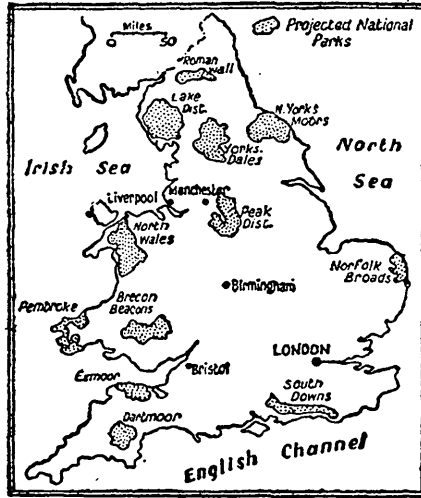 Miles
0 50
Projected National
Parks
Roman
Wall
Lake
Dist.
N. Yorks
Moors
Yorks.
Dales
North
Sea
Irish Sea
Liverpool
Manchester
Peak
Dist.
North
Wales
Norfolk
Broads
Birmingham
Pembroke
Brecon
Beacons
LONDON
Bristol
Exmoor
South
Downs
Dartmoor
English Channel